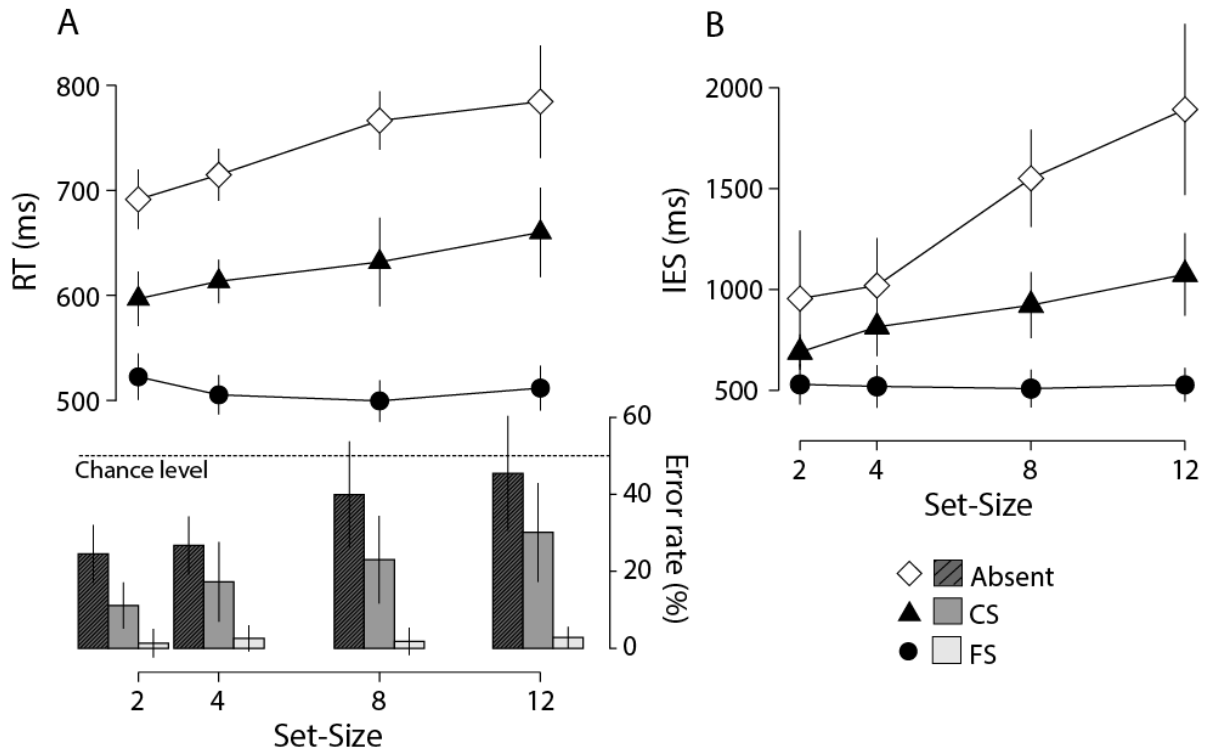 A
800
700
600
500
RT (ms)
60
40
20
0
Error rate (%)
Chance level
2 4 8 12
Set-Size
B
2000
1500
1000
500
IES (ms)
2 4 8 12
Set-Size
Absent
CS
FS